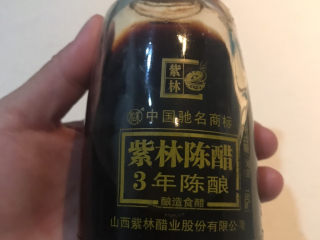 紫
林
中国驰名商标
紫林陈醋
3年陈酿
酿造食醋
山西紫林醋业股份有限公